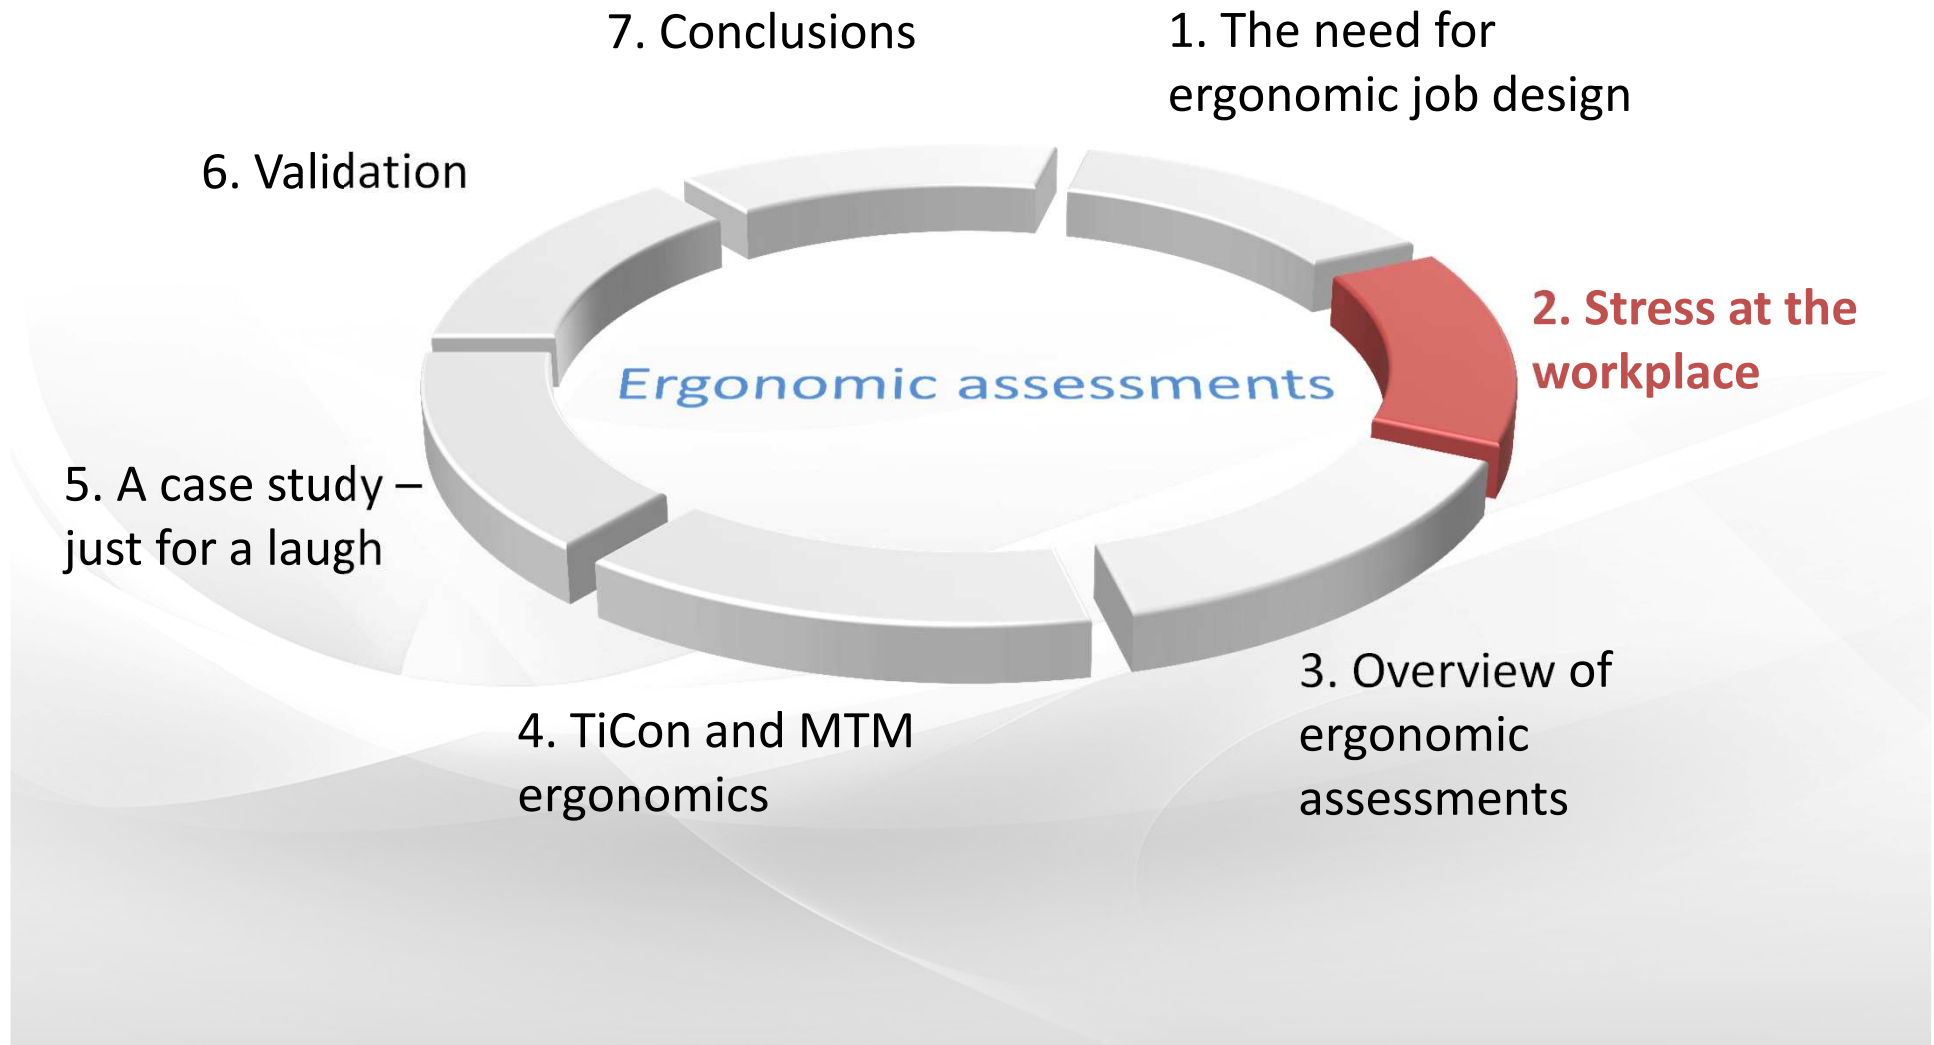 7. Conclusions
1. The need for
ergonomic job design
6. Validation
2. Stress at the
workplace
Ergonomic assessments
5. A case study –
just for a laugh
3. Overview of
ergonomic
assessments
4. TiCon and MTM
ergonomics